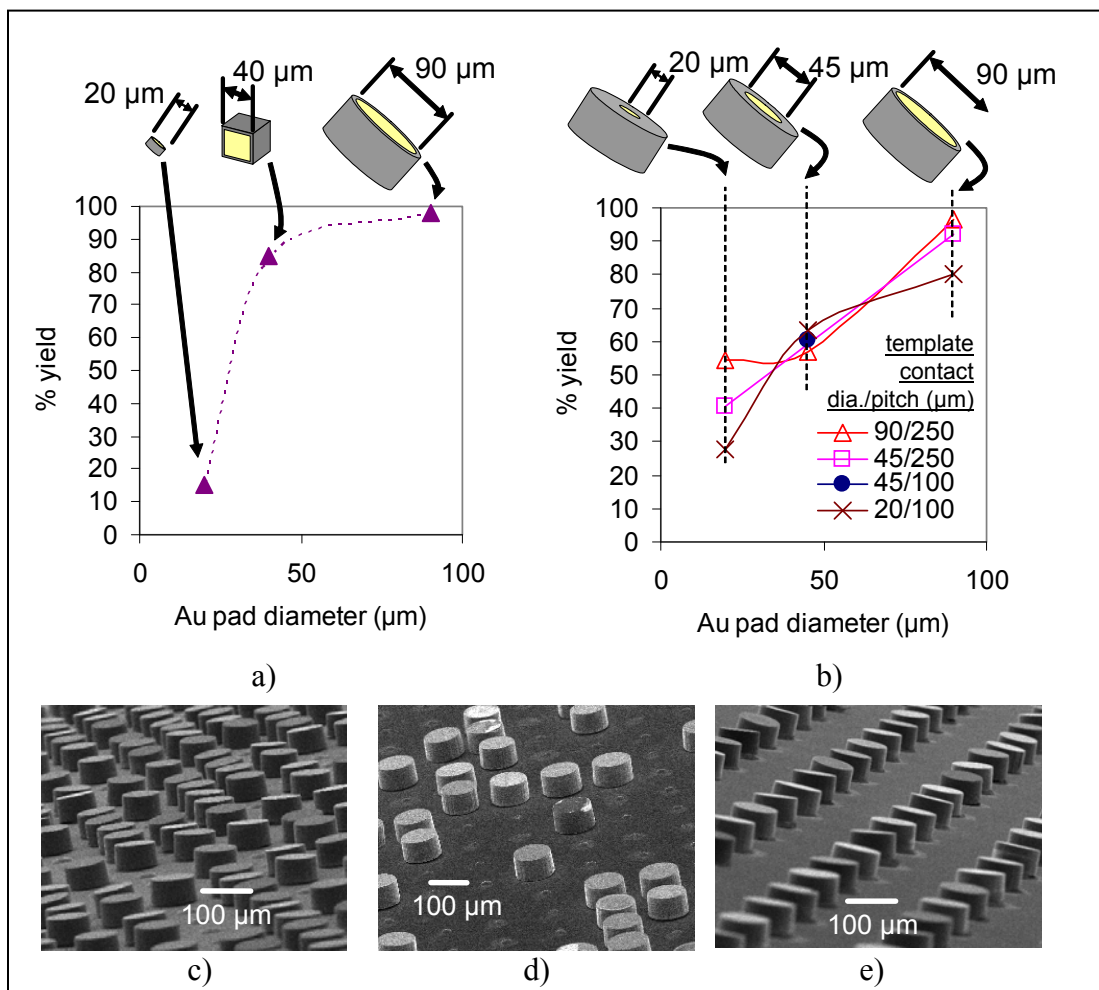 20 µm
40 µm
90 µm
100
90
80
70
60
50
40
30
20
10
0
% yield
0
50
100
Au pad diameter (µm)
a)
20 µm
45 µm
90 µm
100
90
80
70
60
50
40
30
20
10
0
% yield
template
contact
dia./pitch (µm)
90/250
45/250
45/100
20/100
0
50
100
Au pad diameter (µm)
b)
100 µm
c)
100 µm
d)
100 µm
e)